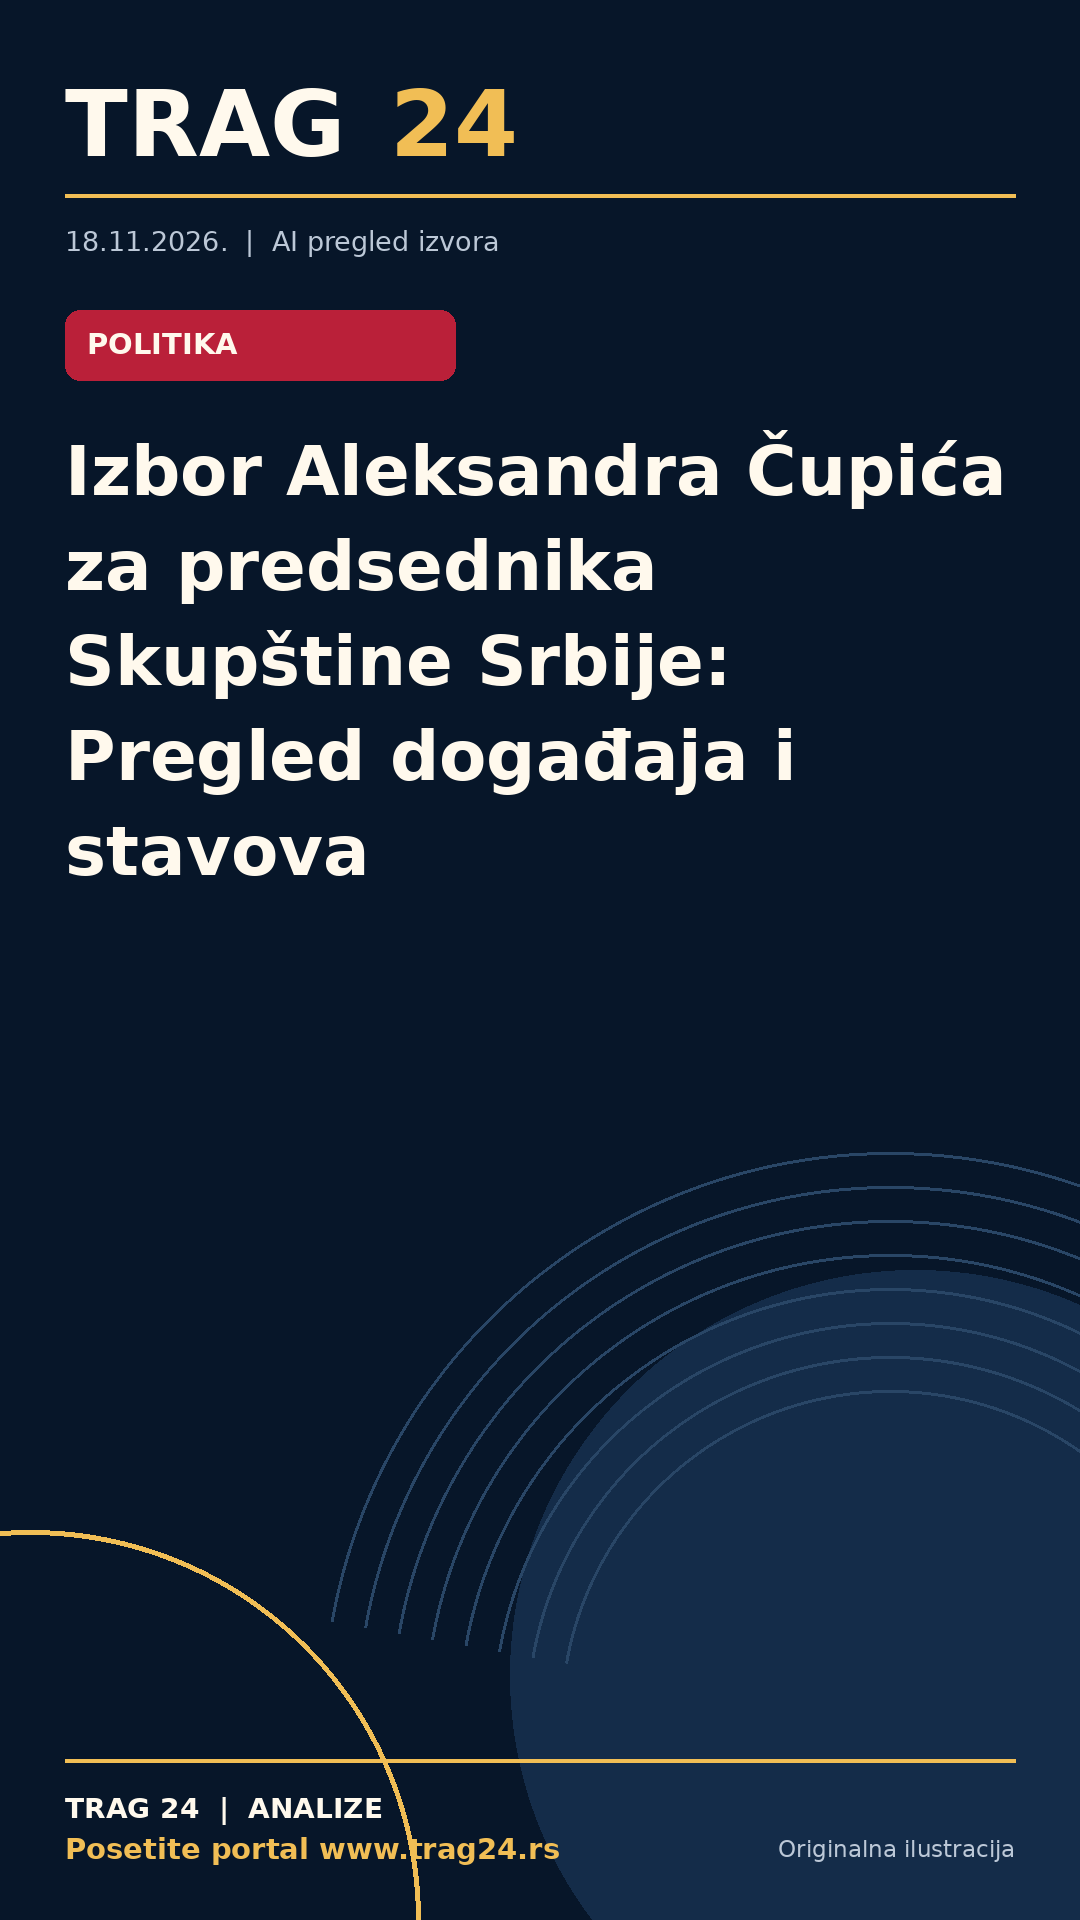 TRAG 24
18.11.2026. | AI pregled izvora
POLITIKA
Izbor Aleksandra Čupića
za predsednika
Skupštine Srbije:
Pregled događaja i
stavova
TRAG 24 | ANALIZE
Posetite portal www.trag24.rs
Originalna ilustracija